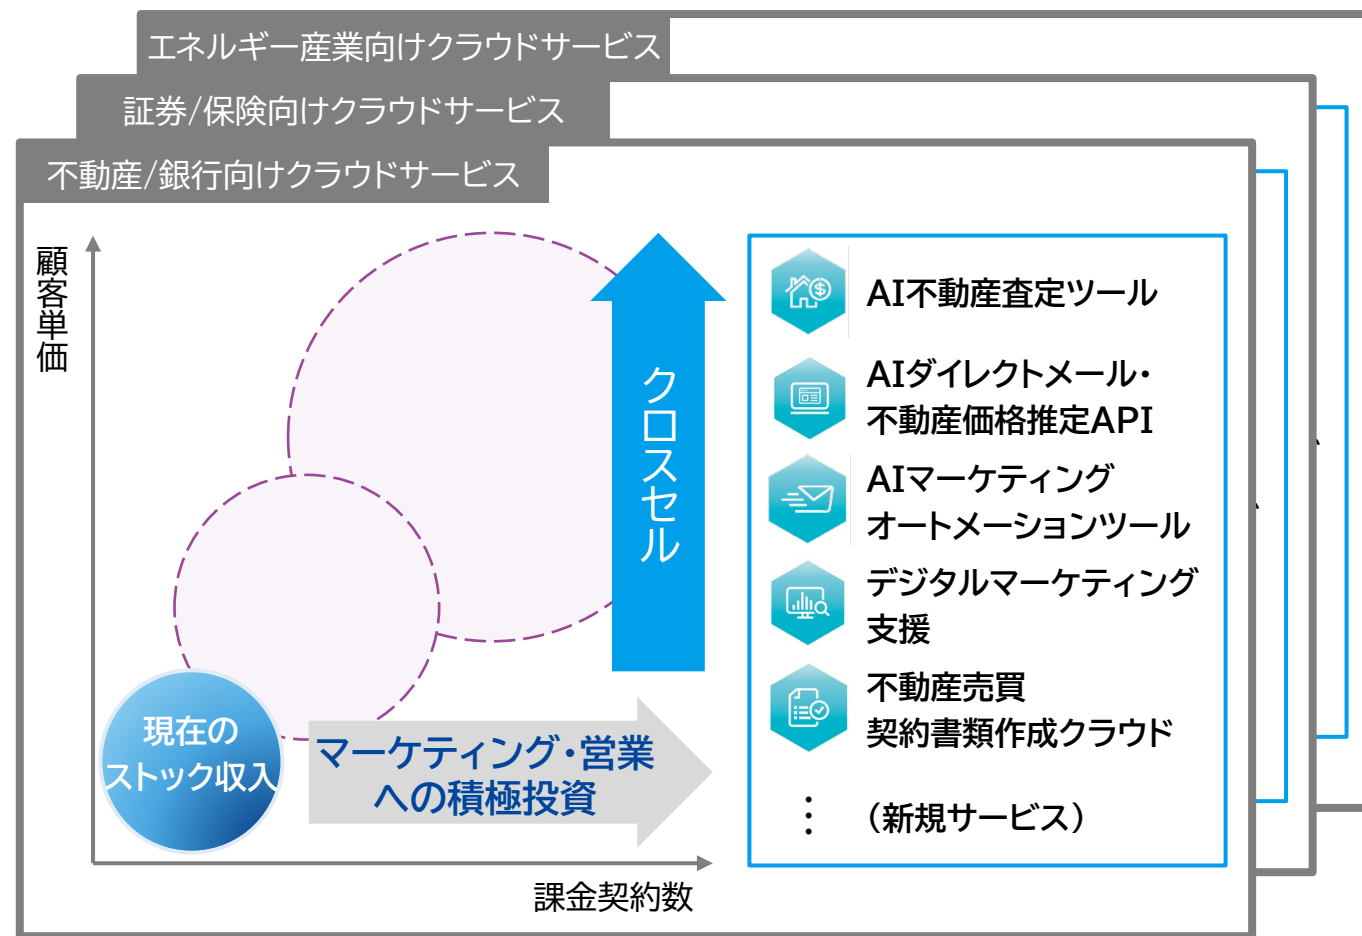 エネルギー産業向けクラウドサービス
証券/保険向けクラウドサービス
不動産/銀行向けクラウドサービス
顧客単価
クロスセル
現在の
ストック収入
マーケティング・営業
への積極投資
課金契約数
AI不動産査定ツール
AIダイレクトメール・
不動産価格推定API
AIマーケティング
オートメーションツール
デジタルマーケティング
支援
不動産売買
契約書類作成クラウド
⋮ （新規サービス）